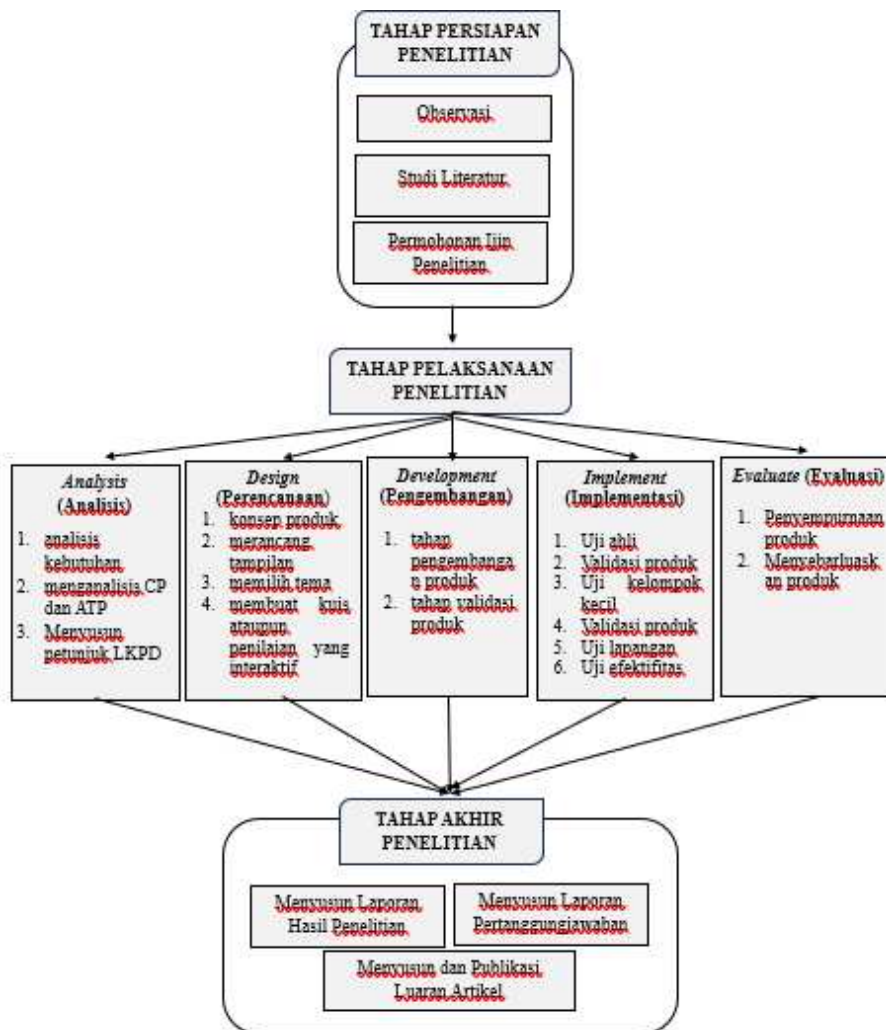 TAHAP PERSIAPAN
PENELITIAN
Observasi
Studi Literatur
Permohonan Ijin
Penelitian
TAHAP PELAKSANAAN
PENELITIAN
Analysis
(Analisis)
1. analisis
kebutuhan
2. menganalisis CP
dan ATP
3. Menyusun
petunjuk LKPD
Design
(Perencanaan)
1. konsep produk
2. merancang
tampilan
3. memilih tema
4. membuat kuis
ataupun
penilaian yang
interaktif
Development
(Pengembangan)
1. tahap
pengembanga
n produk
2. tahap validasi
produk
Implement
(Implementasi)
1. Uji ahli
2. Validasi produk
3. Uji kelompok
kecil
4. Validasi produk
5. Uji lapangan
6. Uji efektifitas
Evaluate (Evaluasi)
1. Penyempurnaan
produk
2. Menyebarluask
an produk
TAHAP AKHIR
PENELITIAN
Menyusun Laporan
Hasil Penelitian
Menyusun Laporan
Pertanggungjawaban
Menyusun dan Publikasi
Luaran Artikel